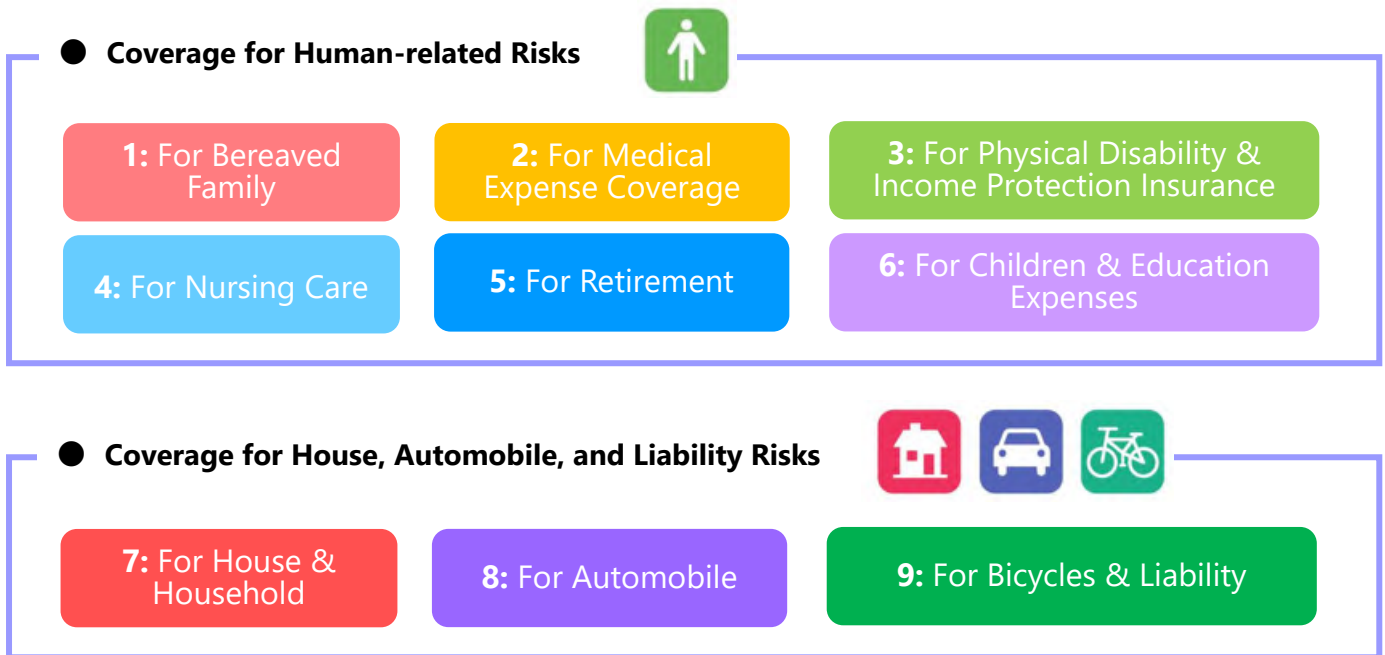 ● Coverage for Human-related Risks
1: For Bereaved
Family
2: For Medical
Expense Coverage
3: For Physical Disability &
Income Protection Insurance
4: For Nursing Care
5: For Retirement
6: For Children & Education
Expenses
● Coverage for House, Automobile, and Liability Risks
7: For House &
Household
8: For Automobile
9: For Bicycles & Liability